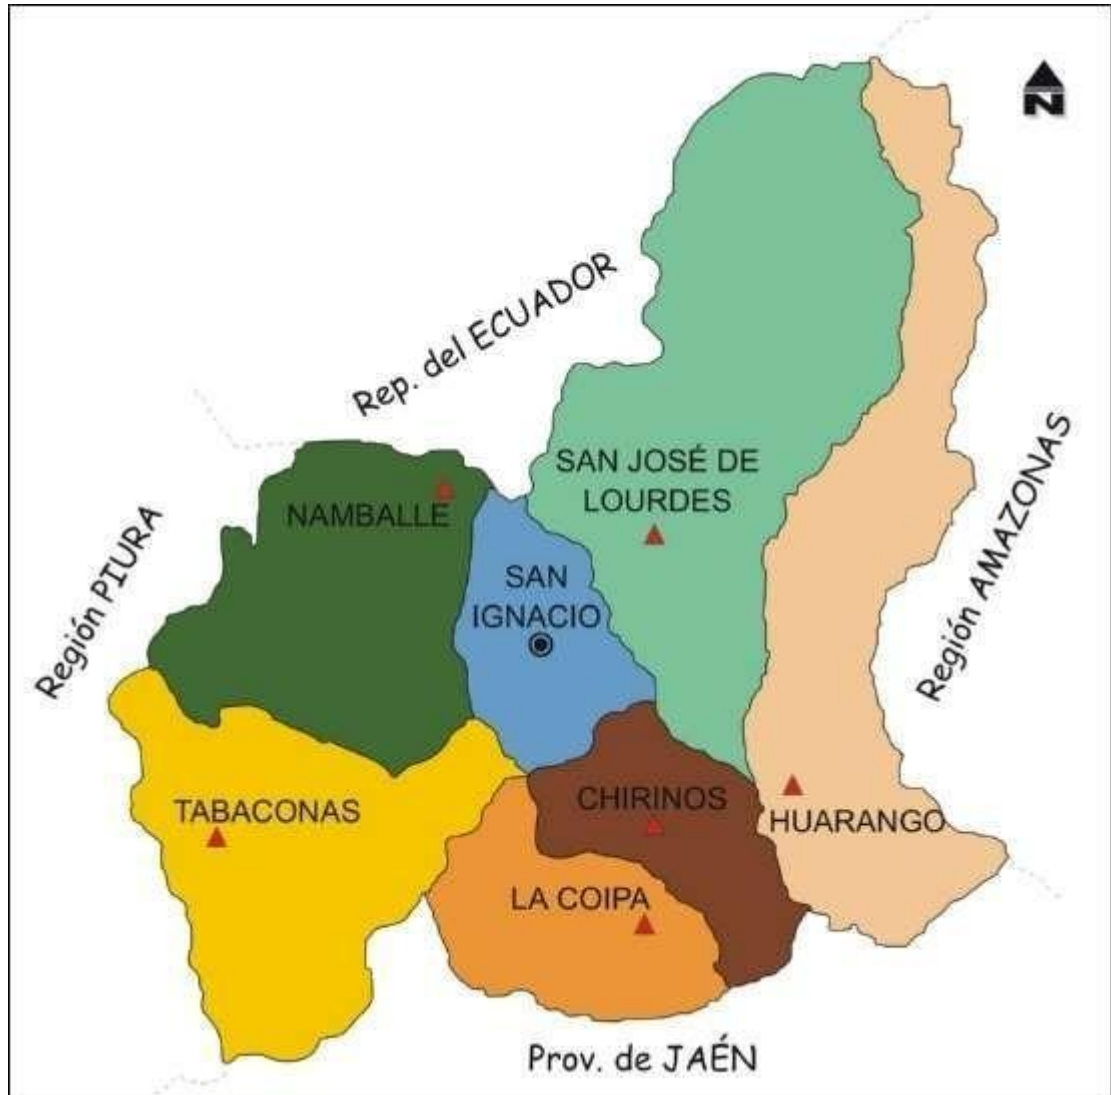 N
Rep. del ECUADOR
SAN JOSÉ DE
LOURDES
NAMBALLE
Región PIURA
SAN
IGNACIO
Región AMAZONAS
TABACONAS
CHIRINOS
HUARANGO
LA COIPA
Prov. de JAÉN